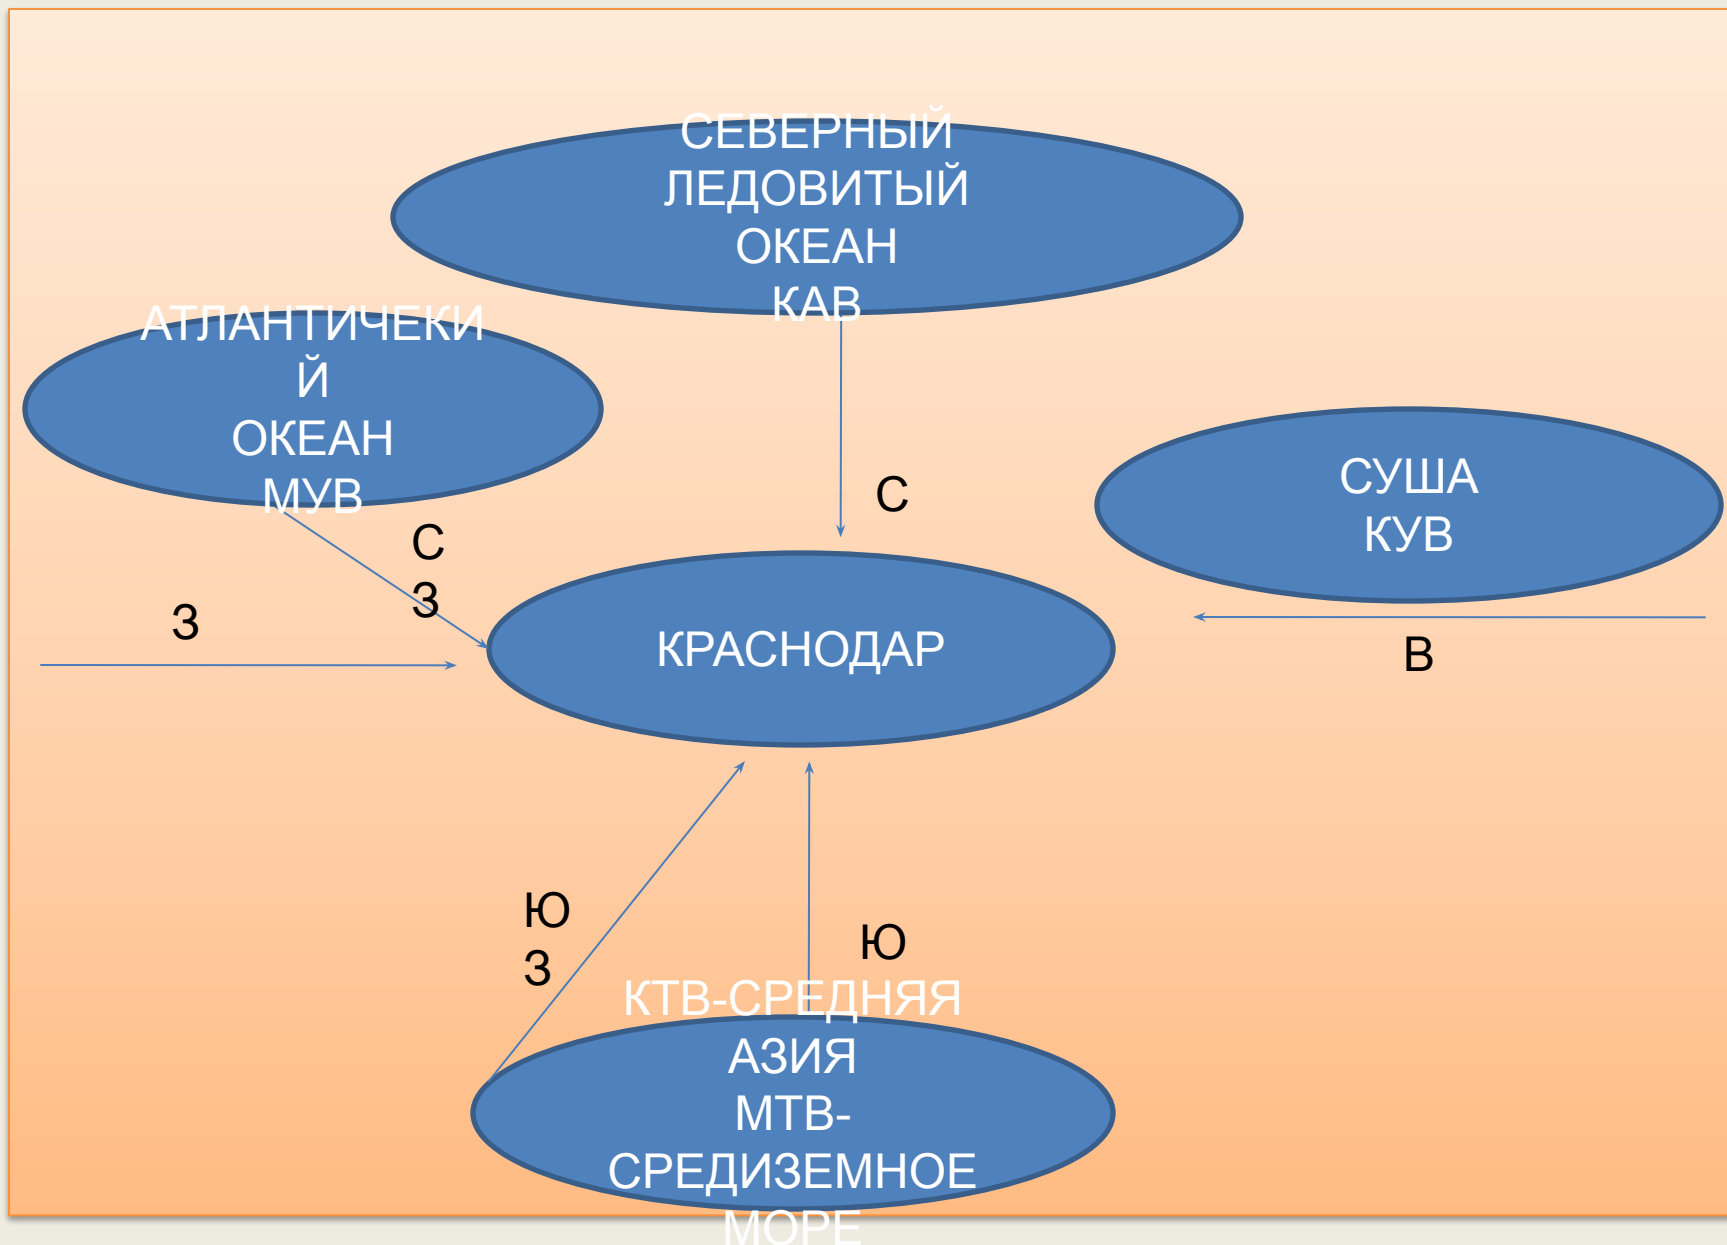 СЕВЕРНЫЙ
ЛЕДОВИТЫЙ
ОКЕАН
КАВ
АТЛАНТИЧЕКИ
Й
ОКЕАН
МУВ
СУША
КУВ
С
С
З
З
КРАСНОДАР
В
Ю
З
Ю
КТВ-СРЕДНЯЯ
АЗИЯ
МТВ-
СРЕДИЗЕМНОЕ
МОРЕ